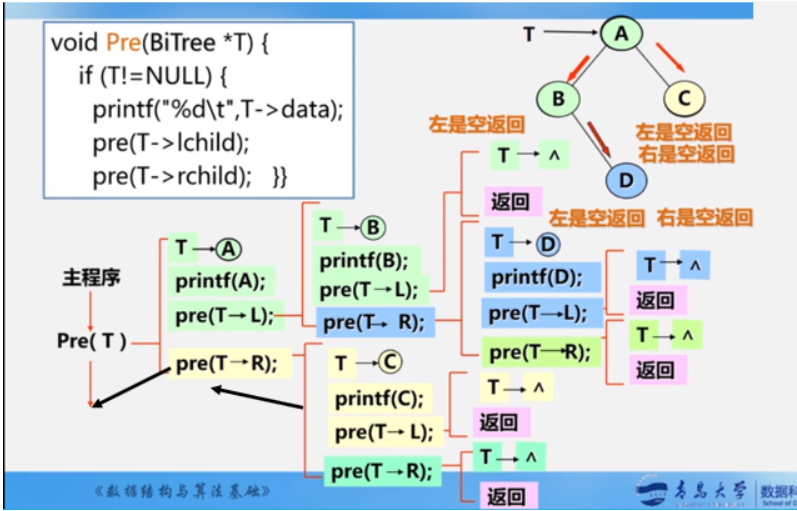 void Pre(BiTree *T) {
if (T!=NULL) {
printf("%d\t",T->data);
pre(T->lchild);
pre(T->rchild); }}
T
A
B
C
D
左是空返回
左是空返回
右是空返回
T→∧
返回
左是空返回 右是空返回
主程序
Pre( T )
T→A
printf(A);
pre(T→L);
pre(T→R);
T→B
printf(B);
pre(T→L);
pre(T→ R);
T→D
printf(D);
pre(T→L);
pre(T→R);
T→∧
返回
T→∧
返回
T→C
printf(C);
pre(T→ L);
pre(T→R);
T→∧
返回
T→∧
返回
《数据结构与算法基础》
青岛大学
数据科
School of D